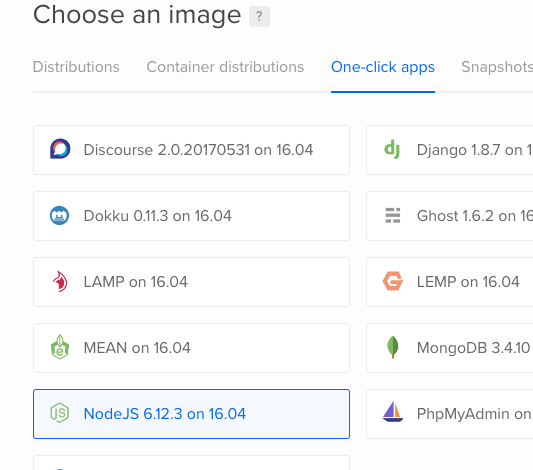 Choose an image ?
Distributions Container distributions One-click apps Snapshots
Discourse 2.0.20170531 on 16.04
Django 1.8.7 on 1
Dokku 0.11.3 on 16.04
Ghost 1.6.2 on 16
LAMP on 16.04
LEMP on 16.04
MEAN on 16.04
MongoDB 3.4.10
NodeJS 6.12.3 on 16.04
PhpMyAdmin on